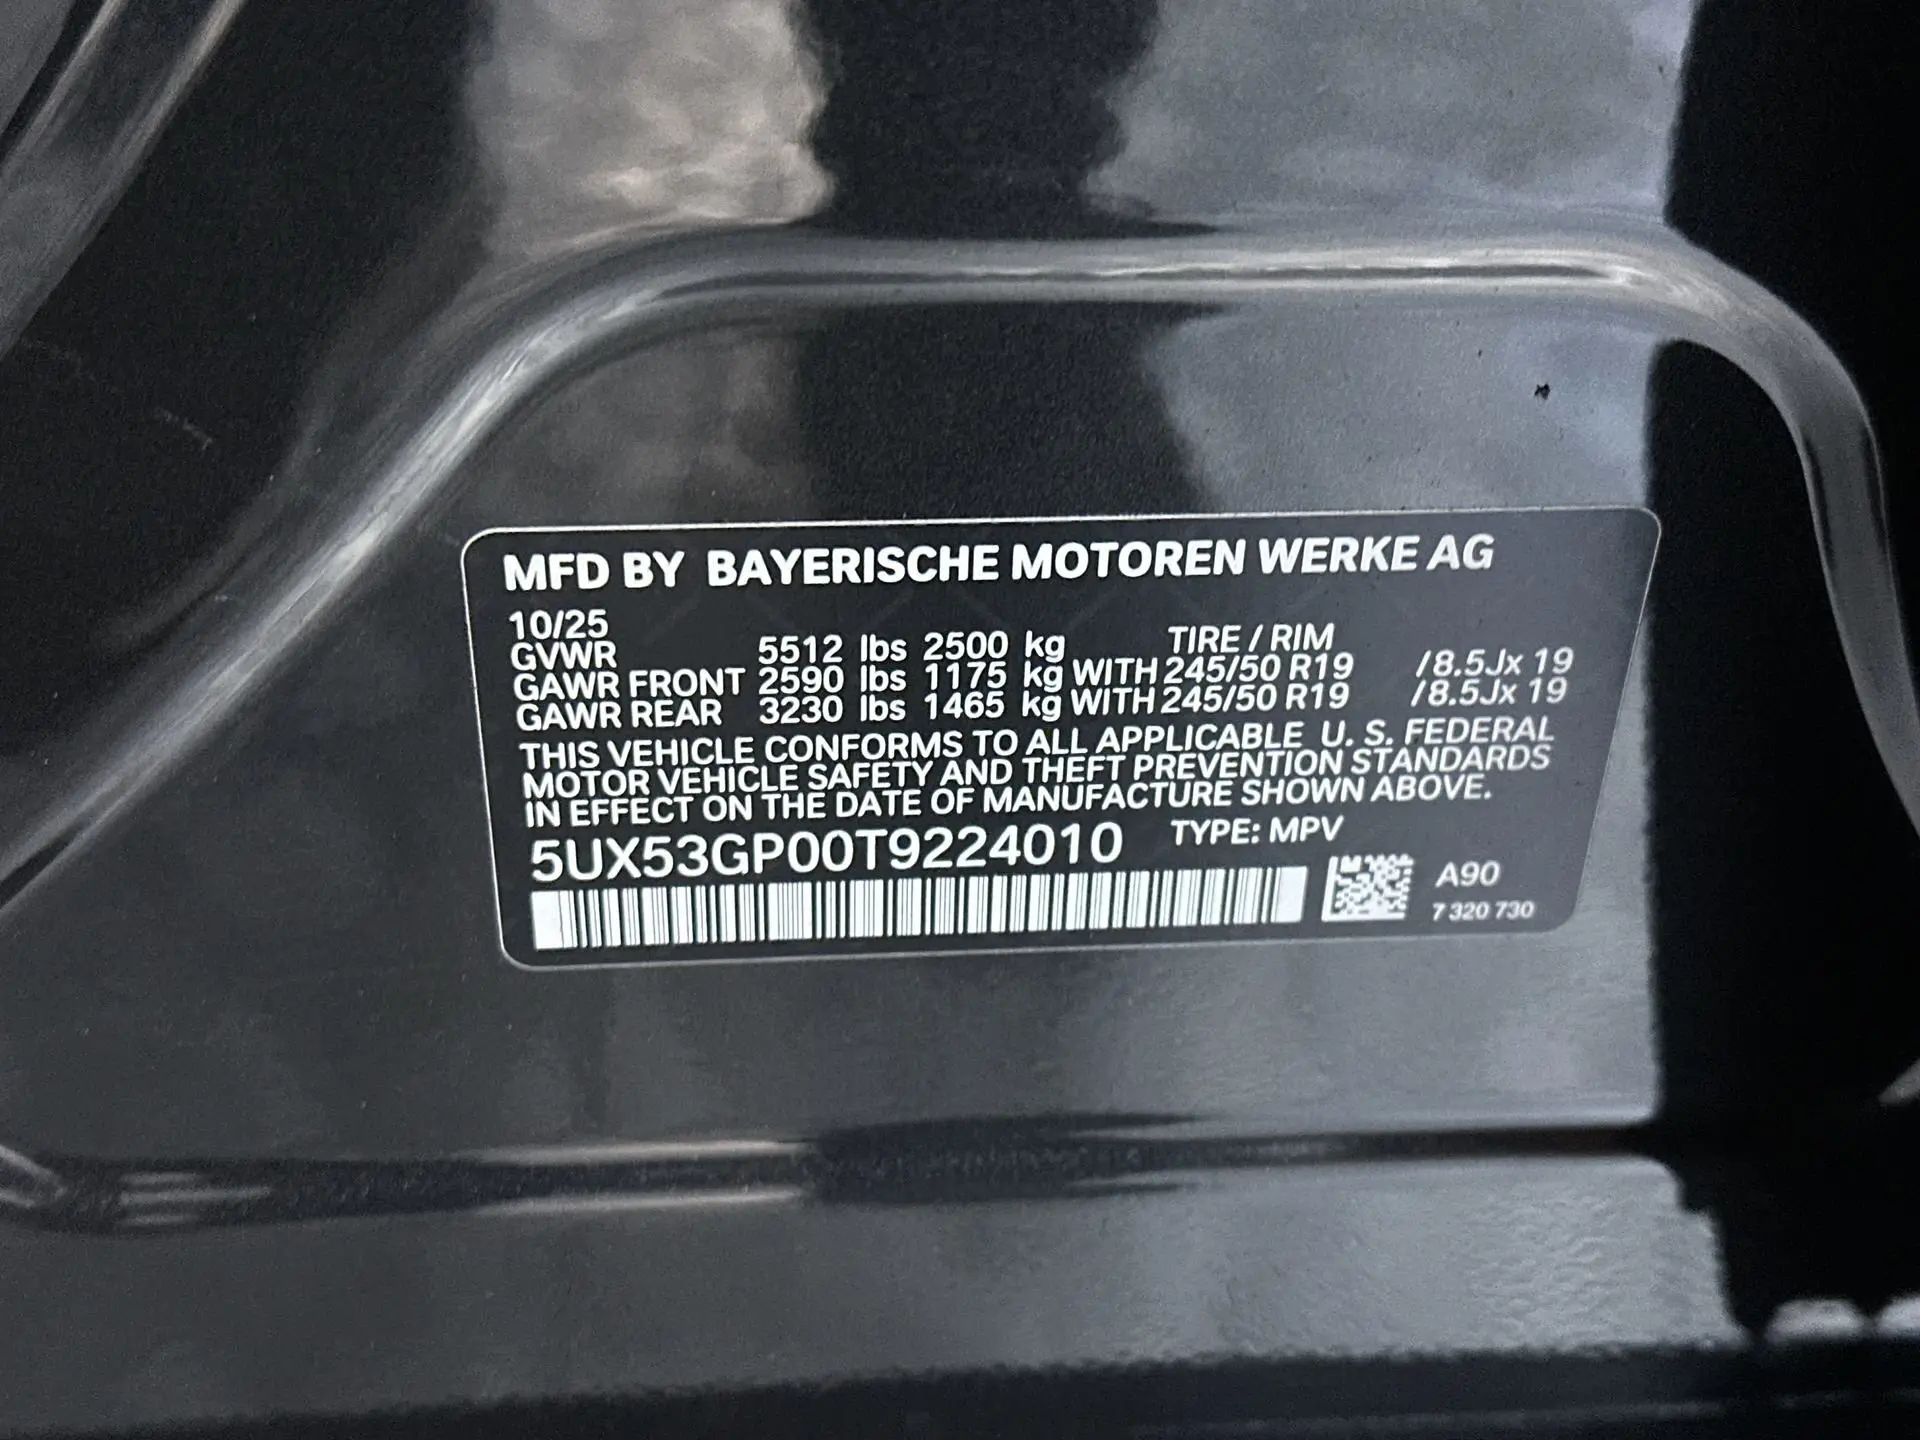 MFD BY BAYERISCHE MOTOREN WERKE AG
10/25
GVWR 5512 lbs 2500 kg TIRE / RIM
GAWR FRONT 2590 lbs 1175 kg WITH 245/50 R19 /8.5Jx 19
GAWR REAR 3230 lbs 1465 kg WITH 245/50 R19 /8.5Jx 19
THIS VEHICLE CONFORMS TO ALL APPLICABLE U. S. FEDERAL
MOTOR VEHICLE SAFETY AND THEFT PREVENTION STANDARDS
IN EFFECT ON THE DATE OF MANUFACTURE SHOWN ABOVE.
5UX53GP00T9224010 TYPE: MPV
A90
7 320 730